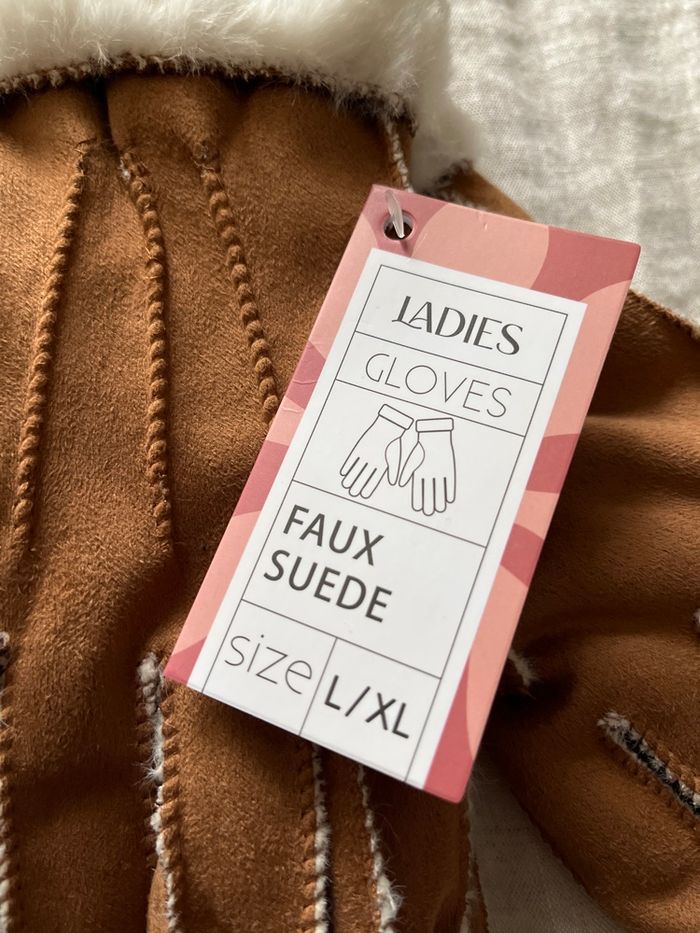 LADIES
GLOVES
FAUX
SUEDE
size L/XL